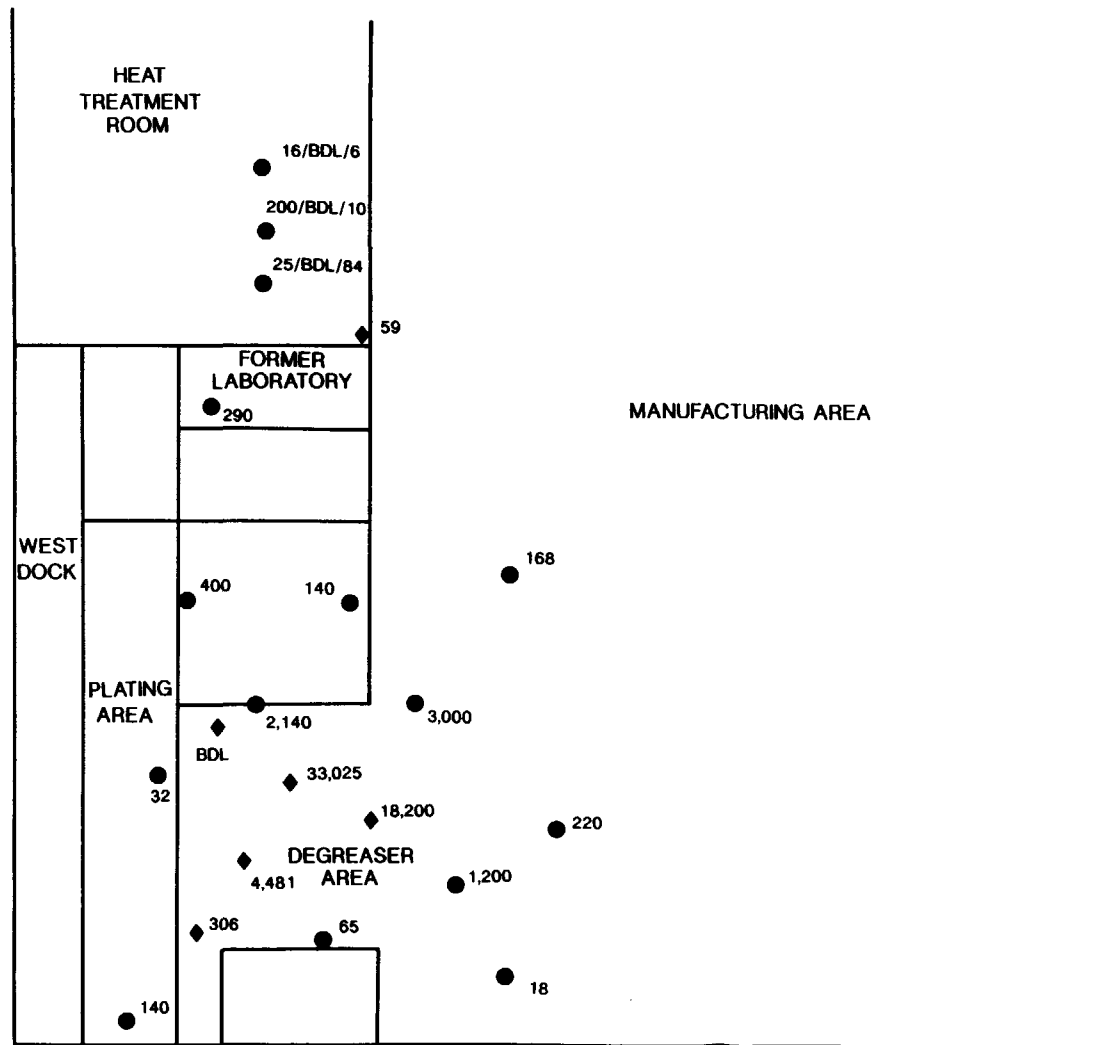 HEAT
TREATMENT
ROOM
16/BDL/6
200/BDL/10
25/BDL/84
59
FORMER
LABORATORY
290
MANUFACTURING AREA
WEST
DOCK
168
400
140
PLATING
AREA
2,140
3,000
BDL
33,025
32
18,200
220
DEGREASER
AREA
4,481
1,200
306
65
18
140